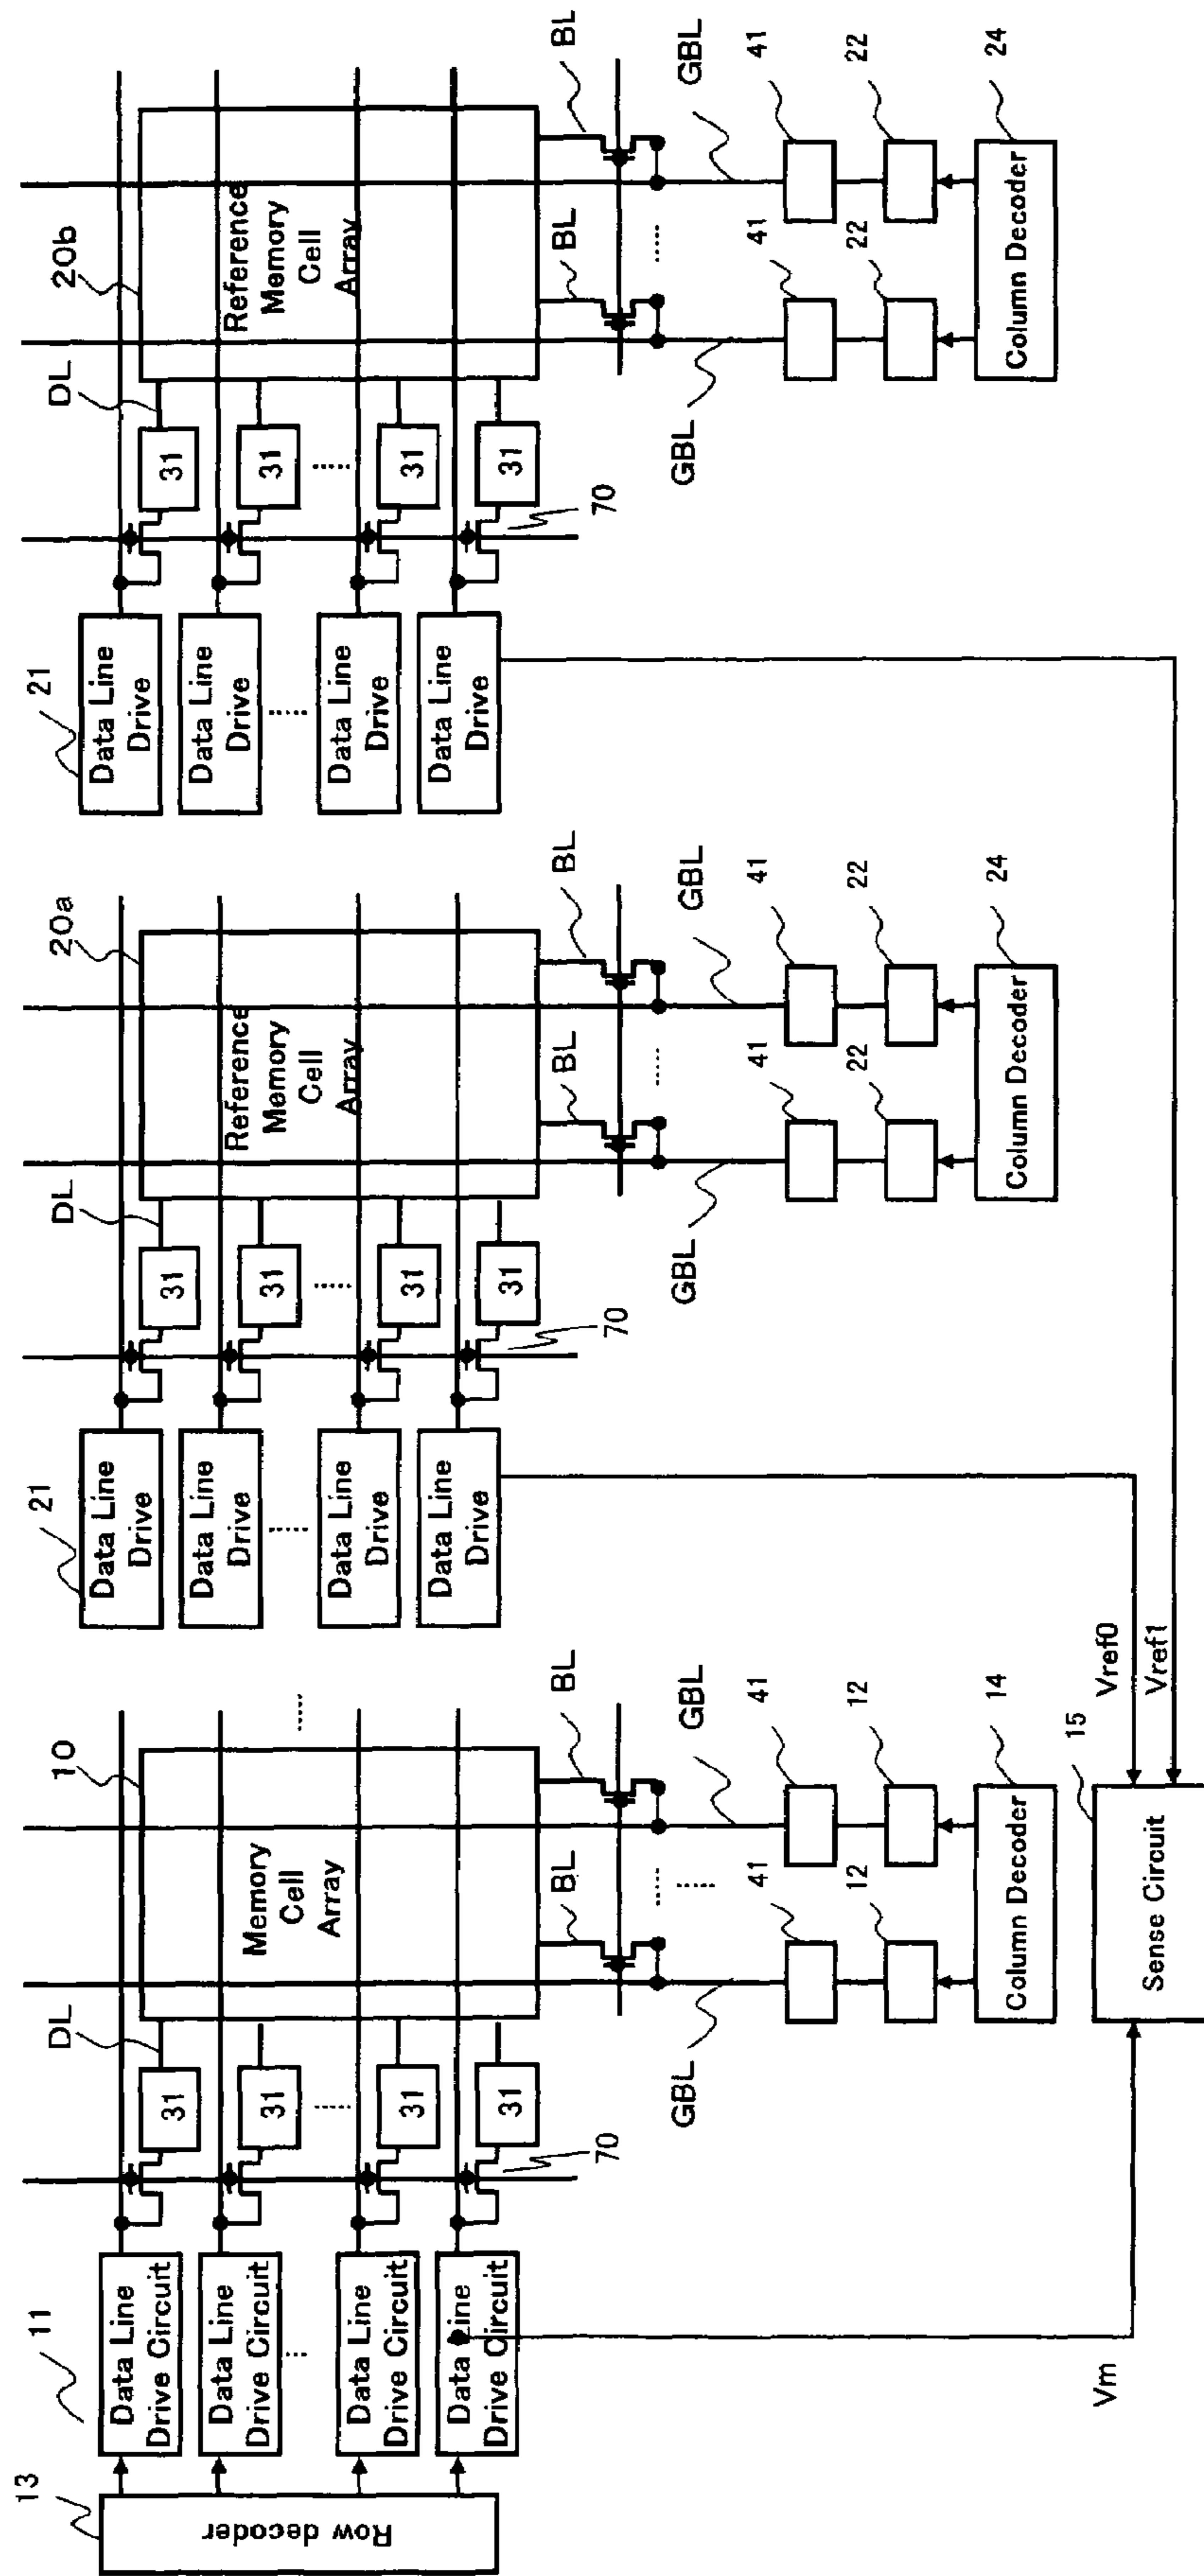 13
Row decoder
11
Data Line
Drive Circuit
Data Line
Drive Circuit
Data Line
Drive Circuit
Data Line
Drive Circuit
Vm
DL
31
31
31
31
70
10
Memory
Cell
Array
BL
BL
GBL
GBL
41
41
12
12
14
Column Decoder
15
Sense Circuit
Vref0
Vref1
21
Data Line
Drive
Data Line
Drive
Data Line
Drive
Data Line
Drive
DL
31
31
31
31
70
20a
Reference
Memory
Cell
Array
BL
BL
GBL
GBL
41
41
22
22
24
Column Decoder
21
Data Line
Drive
Data Line
Drive
Data Line
Drive
Data Line
Drive
DL
31
31
31
31
70
20b
Reference
Memory
Cell
Array
BL
BL
GBL
GBL
41
41
22
22
24
Column Decoder